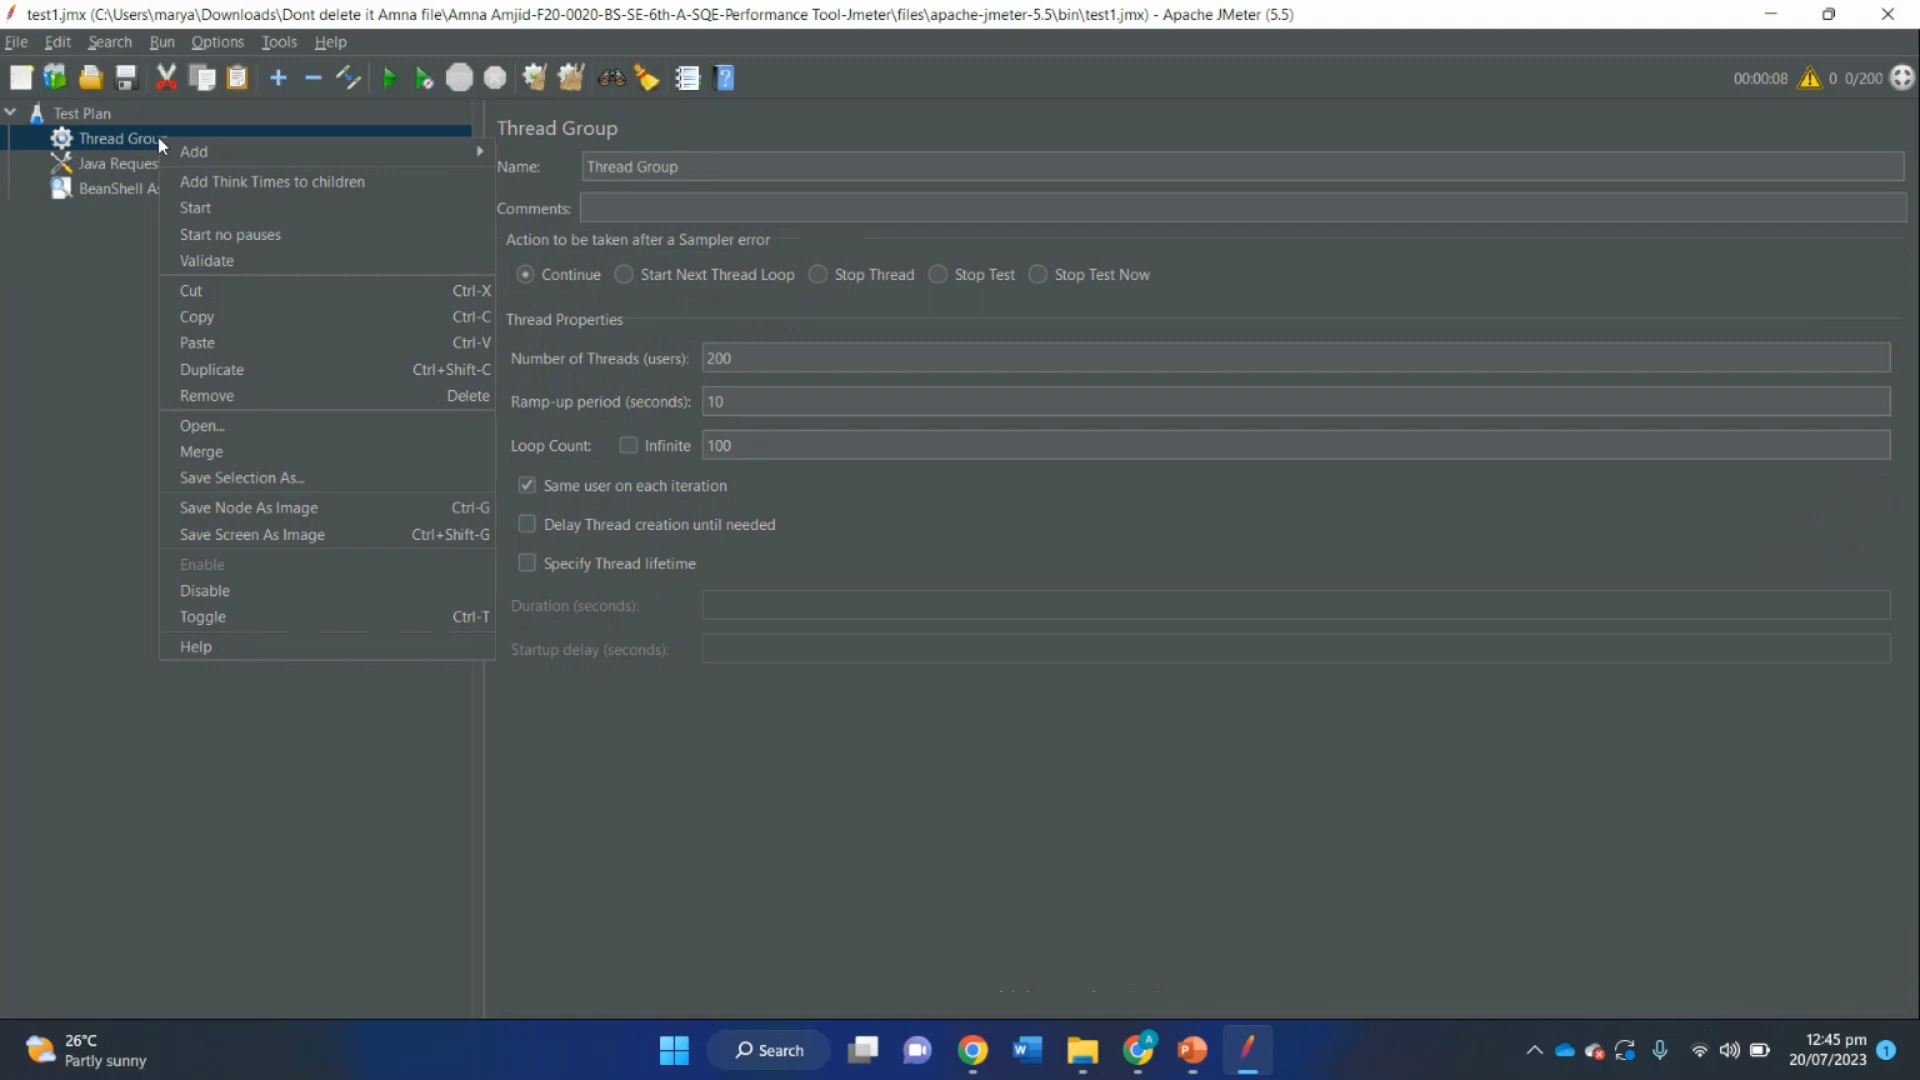 test1.jmx (C:\Users\marya\Downloads\Dont delete it Amna file\Amna Amjid-F20-0020-BS-SE-6th-A-SQE-Performance Tool-Jmeter\files\apache-jmeter-5.5\bin\test1.jmx) - Apache JMeter (5.5)
File Edit Search Run Options Tools Help
00:00:08 0 0/200
Test Plan
Thread Grou
Java Reques
BeanShell As
Add
Add Think Times to children
Start
Start no pauses
Validate
Cut Ctrl-X
Copy Ctrl-C
Paste Ctrl-V
Duplicate Ctrl+Shift-C
Remove Delete
Open...
Merge
Save Selection As...
Save Node As Image Ctrl-G
Save Screen As Image Ctrl+Shift-G
Enable
Disable
Toggle Ctrl-T
Help
Thread Group
Name: Thread Group
Comments:
Action to be taken after a Sampler error
Continue Start Next Thread Loop Stop Thread Stop Test Stop Test Now
Thread Properties
Number of Threads (users): 200
Ramp-up period (seconds): 10
Loop Count: Infinite 100
Same user on each iteration
Delay Thread creation until needed
Specify Thread lifetime
Duration (seconds):
Startup delay (seconds):
26°C
Partly sunny
Search
A
W
P
12:45 pm
20/07/2023
1